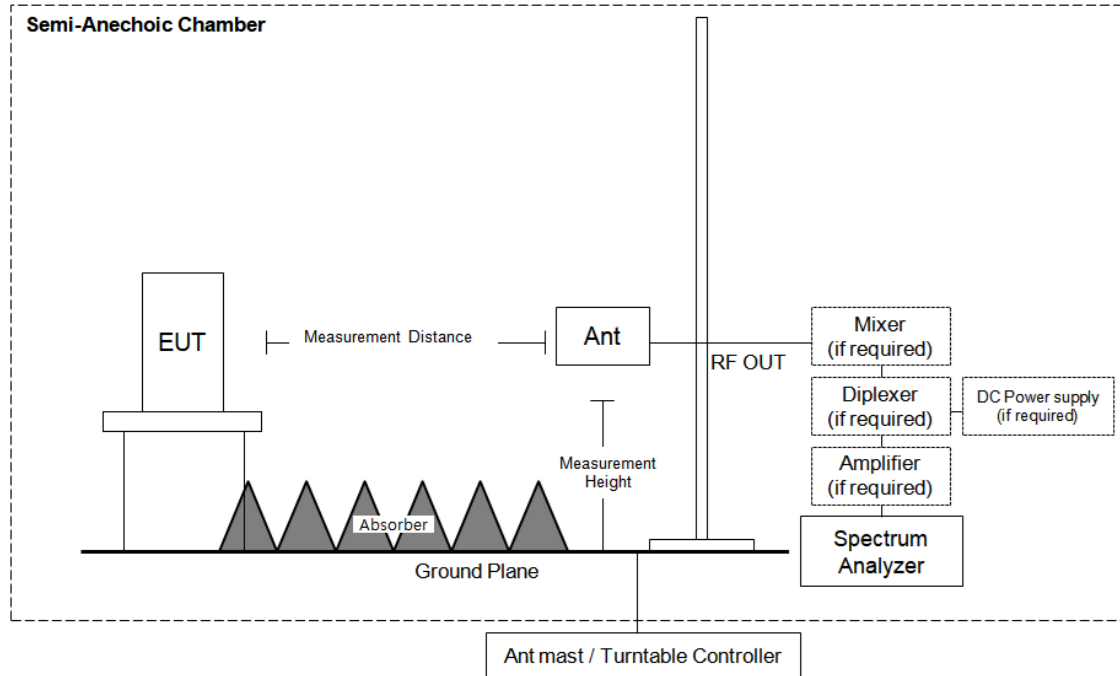 Semi-Anechoic Chamber
EUT
Measurement Distance
Ant
RF OUT
Mixer
(if required)
Diplexer
(if required)
DC Power supply
(if required)
Amplifier
(if required)
Measurement
Height
Absorber
Spectrum
Analyzer
Ground Plane
Ant mast / Turntable Controller